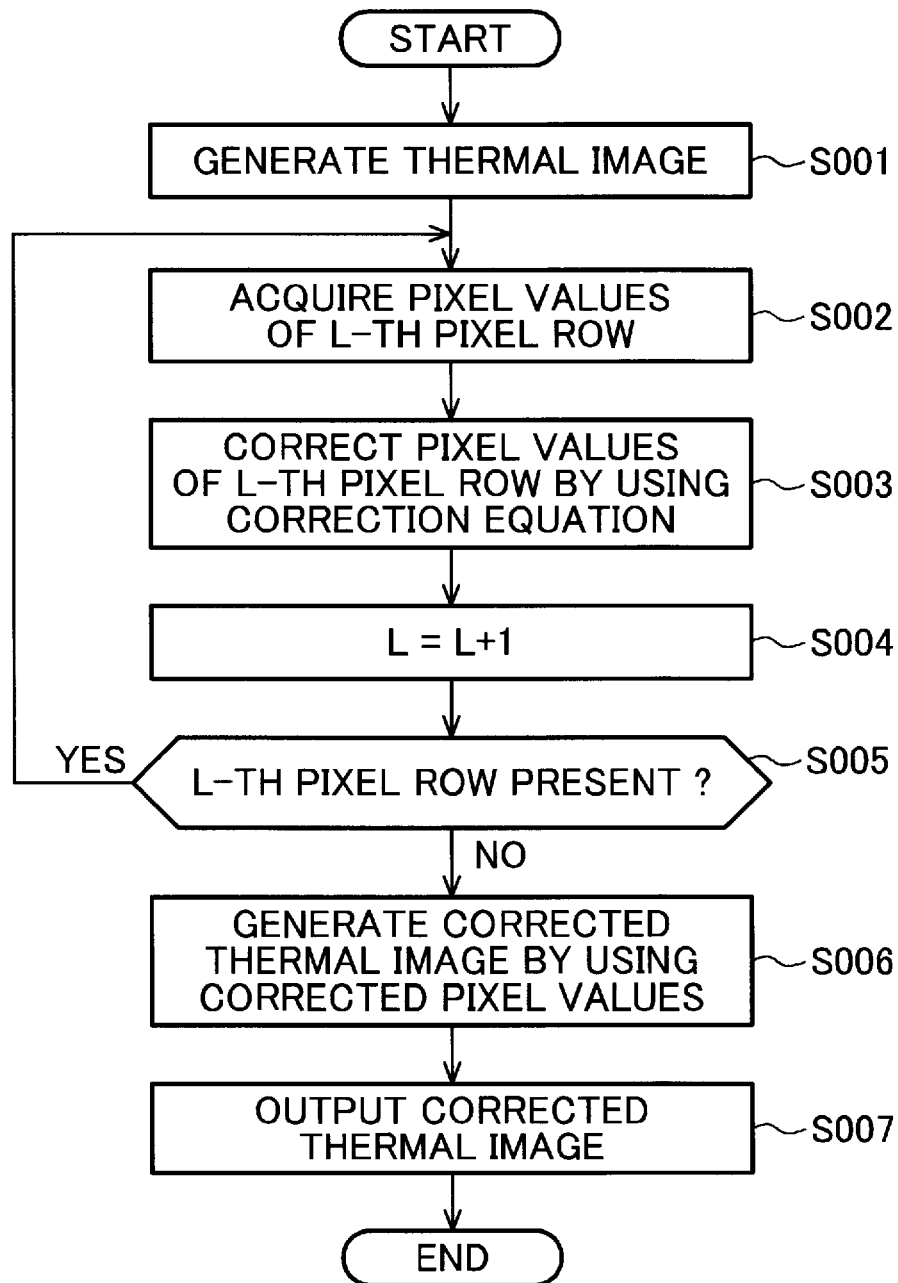 START
GENERATE THERMAL IMAGE
S001
ACQUIRE PIXEL VALUES
OF L-TH PIXEL ROW
S002
CORRECT PIXEL VALUES
OF L-TH PIXEL ROW BY USING
CORRECTION EQUATION
S003
L = L+1
S004
YES
L-TH PIXEL ROW PRESENT ?
S005
NO
GENERATE CORRECTED
THERMAL IMAGE BY USING
CORRECTED PIXEL VALUES
S006
OUTPUT CORRECTED
THERMAL IMAGE
S007
END